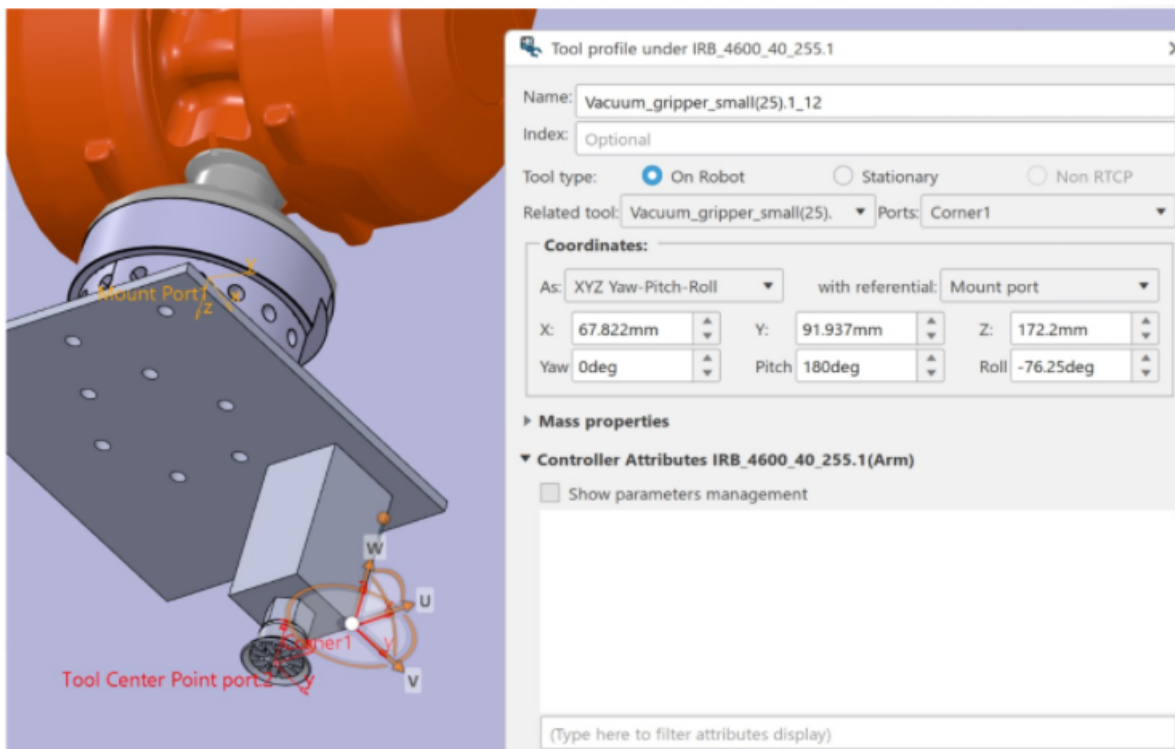 Tool profile under IRB_4600_40_255.1
Name: Vacuum_gripper_small(25).1_12
Index: Optional
Tool type: On Robot Stationary Non RTCP
Related tool: Vacuum_gripper_small(25). Ports: Corner1
Coordinates:
As: XYZ Yaw-Pitch-Roll with referential: Mount port
X: 67.822mm Y: 91.937mm Z: 172.2mm
Yaw 0deg Pitch 180deg Roll -76.25deg
Mass properties
Controller Attributes IRB_4600_40_255.1(Arm)
Show parameters management
(Type here to filter attributes display)
y
Mount Port1
x
z
W
z
x
U
Corner1
y
V
Tool Center Point port.2
y